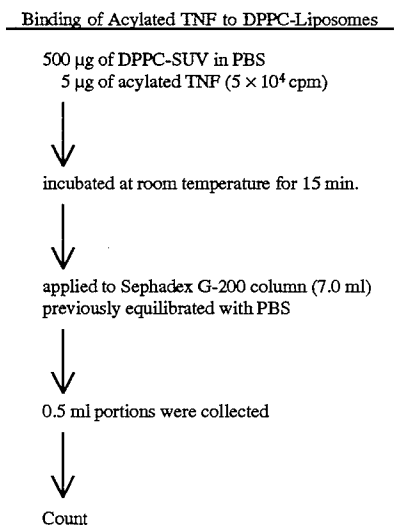 Binding of Acylated TNF to DPPC-Liposomes
500 µg of DPPC-SUV in PBS
5 µg of acylated TNF (5 × 10⁴ cpm)
incubated at room temperature for 15 min.
applied to Sephadex G-200 column (7.0 ml)
previously equilibrated with PBS
0.5 ml portions were collected
Count